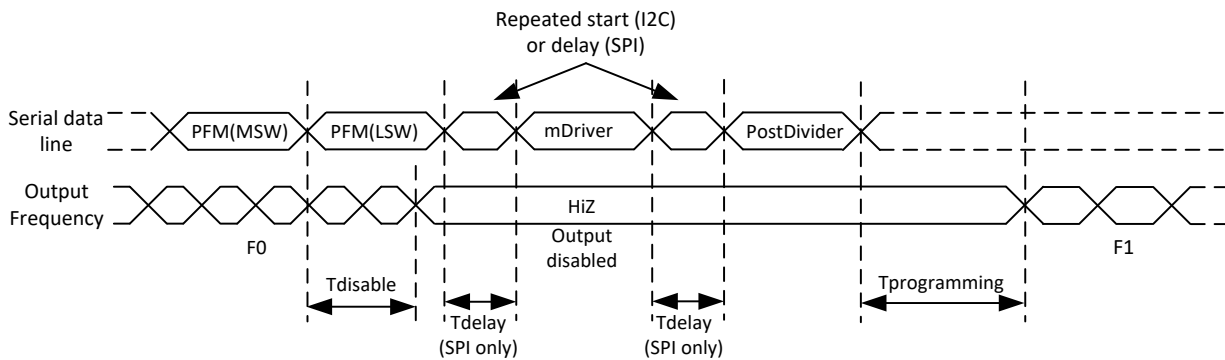 Repeated start (I2C)
or delay (SPI)
Serial data
line
PFM(MSW)
PFM(LSW)
mDriver
PostDivider
Output
Frequency
HiZ
F0
Output
disabled
F1
Tdisable
Tprogramming
Tdelay
(SPI only)
Tdelay
(SPI only)